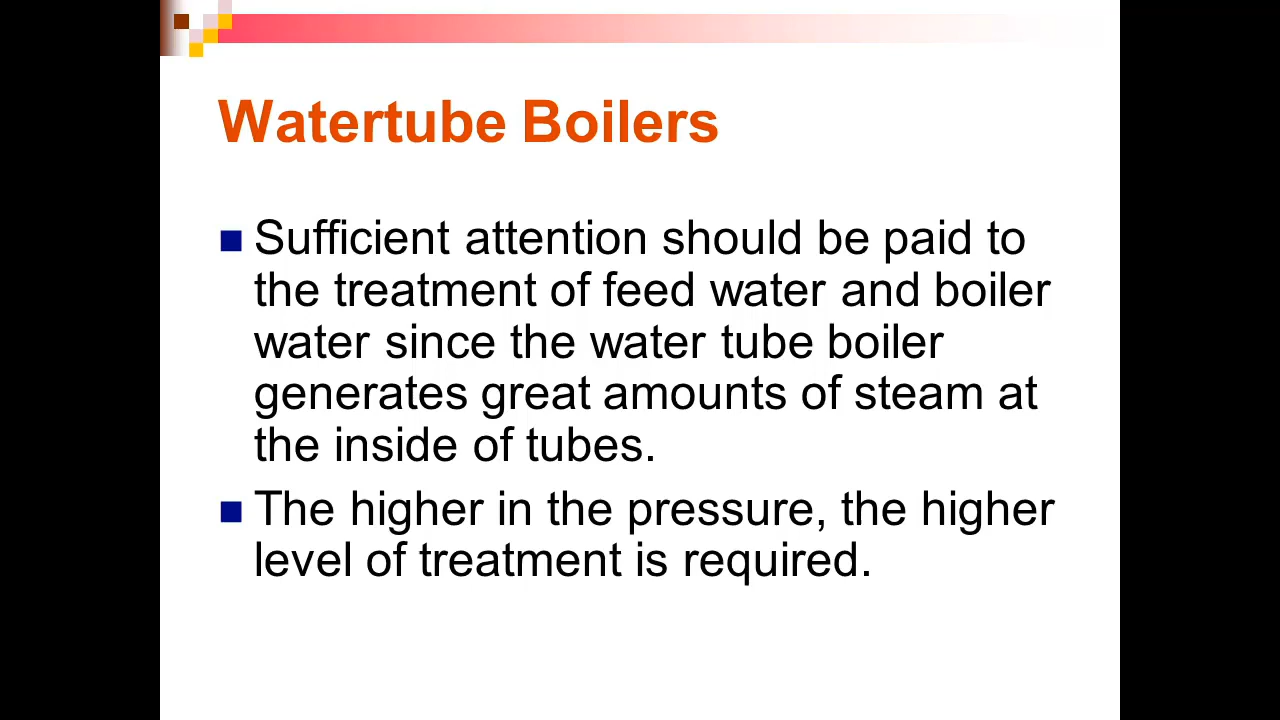 Watertube Boilers
Sufficient attention should be paid to
the treatment of feed water and boiler
water since the water tube boiler
generates great amounts of steam at
the inside of tubes.
The higher in the pressure, the higher
level of treatment is required.